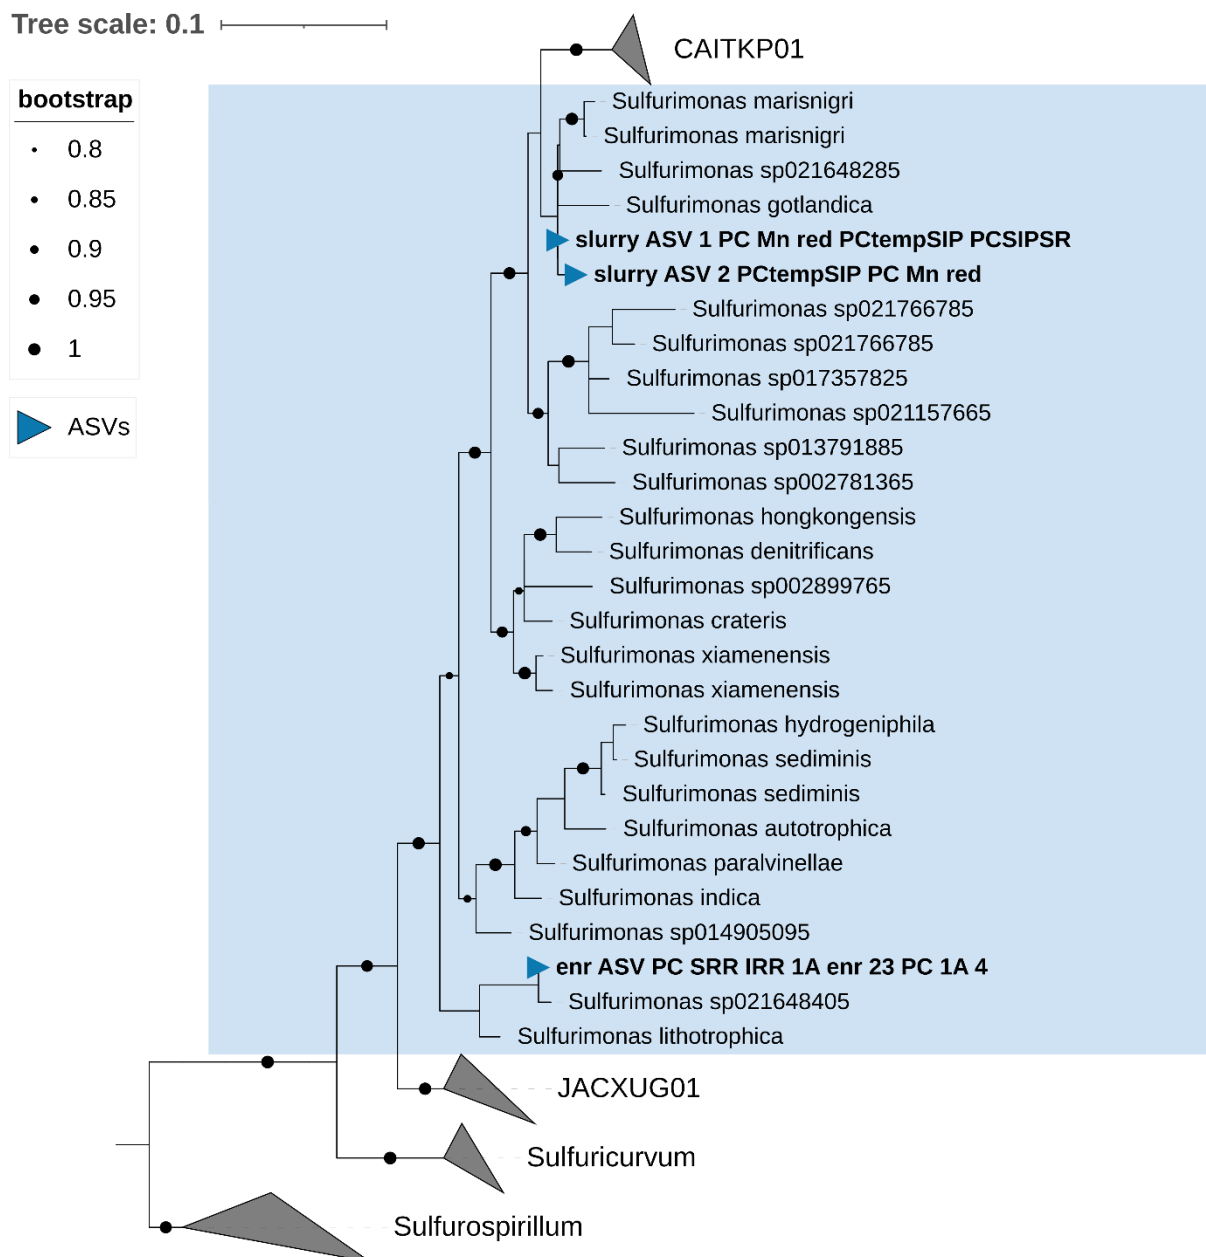 Tree scale: 0.1
bootstrap
0.8
0.85
0.9
0.95
1
ASVs
CAITKP01
Sulfurimonas marisnigri
Sulfurimonas marisnigri
Sulfurimonas sp021648285
Sulfurimonas gotlandica
slurry ASV 1 PC Mn red PCtempSIP PCSIPSR
slurry ASV 2 PCtempSIP PC Mn red
Sulfurimonas sp021766785
Sulfurimonas sp021766785
Sulfurimonas sp017357825
Sulfurimonas sp021157665
Sulfurimonas sp013791885
Sulfurimonas sp002781365
Sulfurimonas hongkongensis
Sulfurimonas denitrificans
Sulfurimonas sp002899765
Sulfurimonas crateris
Sulfurimonas xiamenensis
Sulfurimonas xiamenensis
Sulfurimonas hydrogeniphila
Sulfurimonas sediminis
Sulfurimonas sediminis
Sulfurimonas autotrophica
Sulfurimonas paralvinellae
Sulfurimonas indica
Sulfurimonas sp014905095
enr ASV PC SRR IRR 1A enr 23 PC 1A 4
Sulfurimonas sp021648405
Sulfurimonas lithotrophica
JACXUG01
Sulfuricurvum
Sulfurospirillum